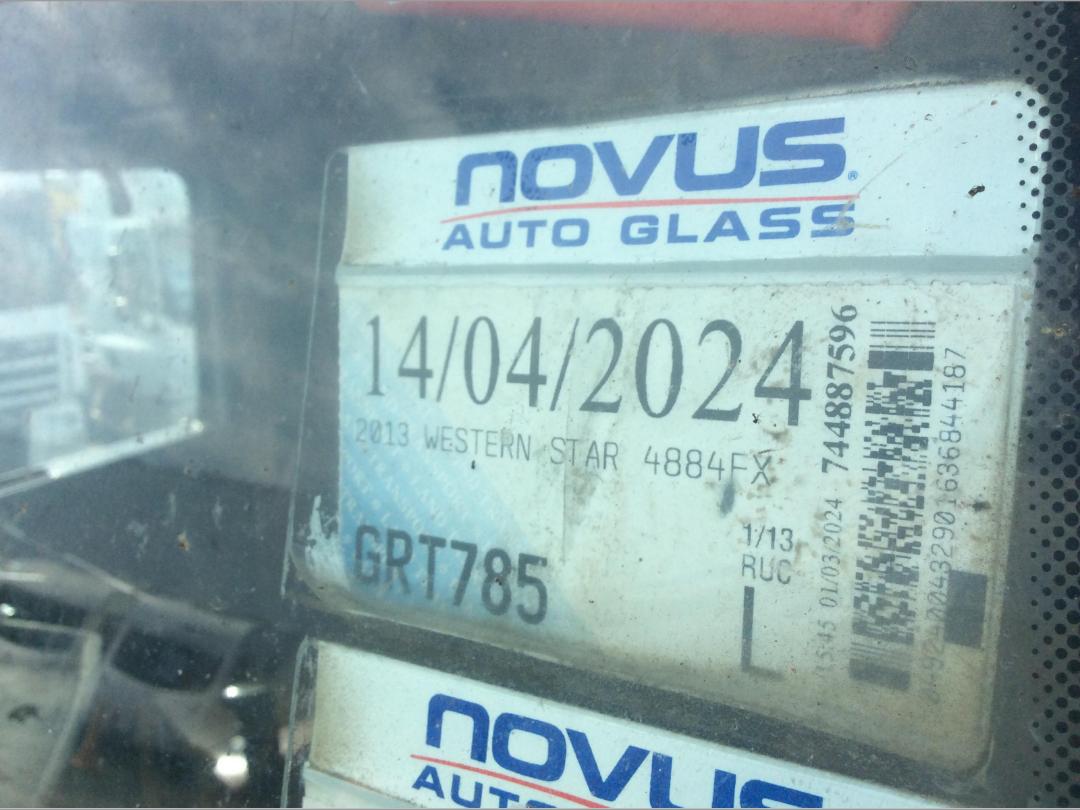 NOVUS®
AUTO GLASS
14/04/2024
2013 WESTERN STAR 4884FX
GRT785
1/13
RUC
L
01/03/2024 744887596
NOVUS